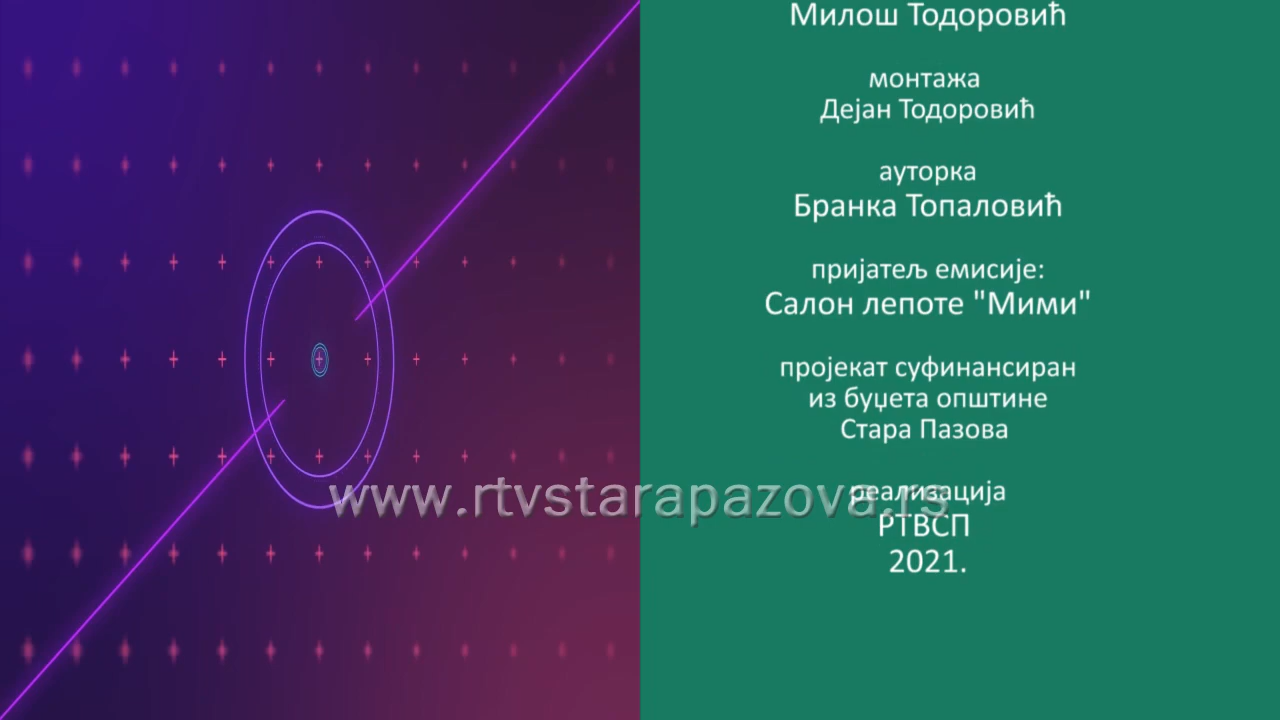 Милош Тодоровић
монтажа
Дејан Тодоровић
ауторка
Бранка Топаловић
пријатељ емисије:
Салон лепоте "Мими"
пројекат суфинансиран
из буџета општине
Стара Пазова
реализација
www.rtvstarapazova.rs
РТВСП
2021.